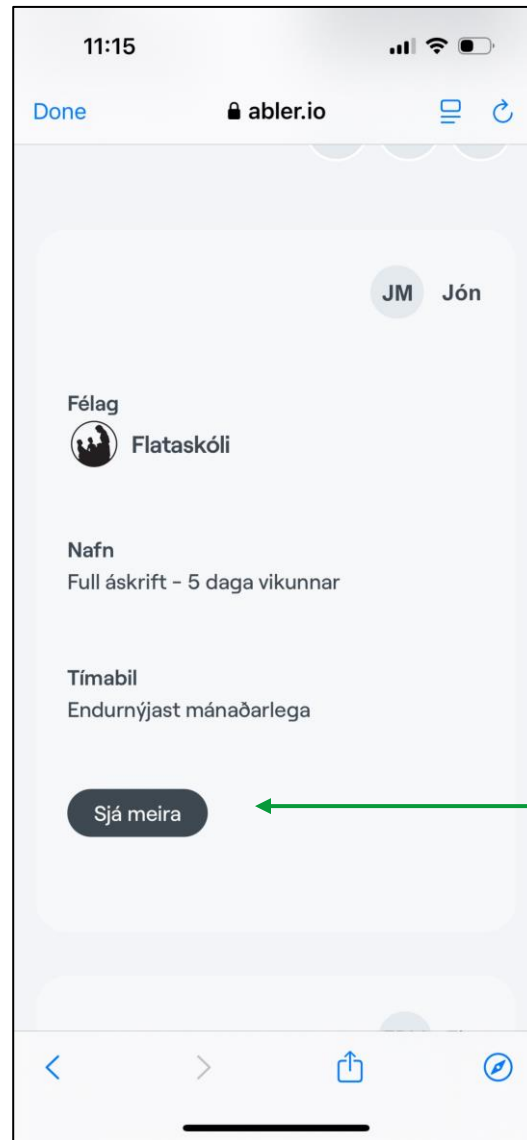 11:15
Done
abler.io
JM Jón
Félag
Flataskóli
Nafn
Full áskrift - 5 daga vikunnar
Tímabil
Endurnýjast mánaðarlega
Sjá meira